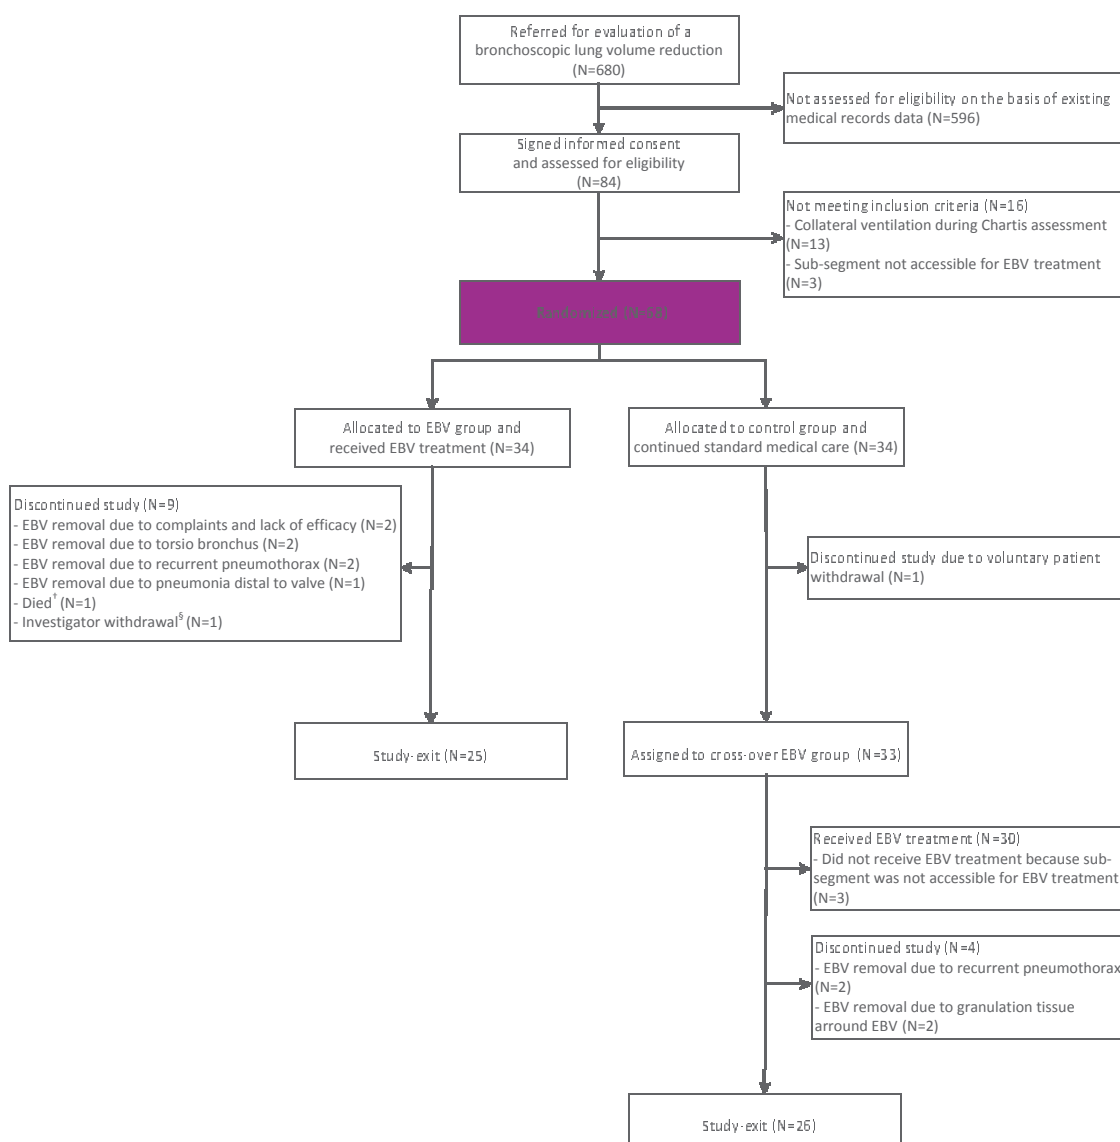 Referred for evaluation of a
bronchoscopic lung volume reduction
(N=680)
Not assessed for eligibility on the basis of existing
medical records data (N=596)
Signed informed consent
and assessed for eligibility
(N=84)
Not meeting inclusion criteria (N=16)
- Collateral ventilation during Chartis assessment
(N=13)
- Sub-segment not accessible for EBV treatment
(N=3)
Randomized (N=68)
Allocated to EBV group and
received EBV treatment (N=34)
Allocated to control group and
continued standard medical care (N=34)
Discontinued study (N=9)
- EBV removal due to complaints and lack of efficacy (N=2)
- EBV removal due to torsio bronchus (N=2)
- EBV removal due to recurrent pneumothorax (N=2)
- EBV removal due to pneumonia distal to valve (N=1)
- Died† (N=1)
- Investigator withdrawal§ (N=1)
Discontinued study due to voluntary patient
withdrawal (N=1)
Study-exit (N=25)
Assigned to cross-over EBV group (N=33)
Received EBV treatment (N=30)
- Did not receive EBV treatment because sub-
segment was not accessible for EBV treatment
(N=3)
Discontinued study (N=4)
- EBV removal due to recurrent pneumothorax
(N=2)
- EBV removal due to granulation tissue
arround EBV (N=2)
Study-exit (N=26)